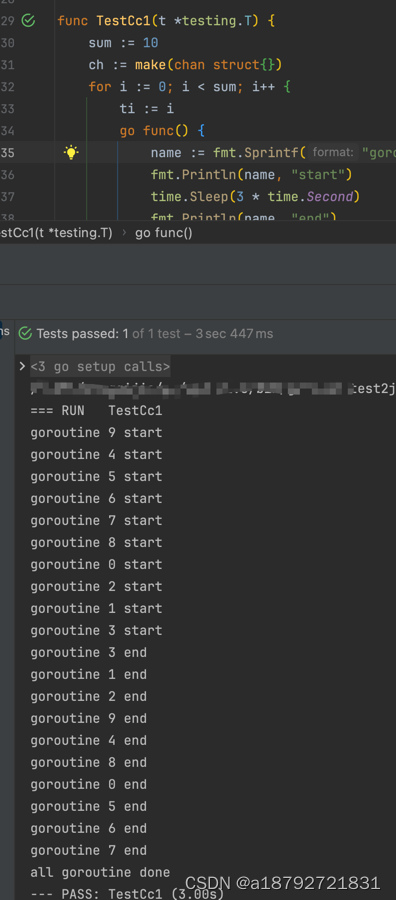 29 func TestCc1(t *testing.T) {
30 sum := 10
31 ch := make(chan struct{})
32 for i := 0; i < sum; i++ {
33 ti := i
34 go func() {
35 name := fmt.Sprintf( format: "goro
36 fmt.Println(name, "start")
37 time.Sleep(3 * time.Second)
38 fmt.Println(name, "end")
estCc1(t *testing.T) › go func()
ms
Tests passed: 1 of 1 test – 3 sec 447 ms
<3 go setup calls>
test2j
=== RUN TestCc1
goroutine 9 start
goroutine 4 start
goroutine 5 start
goroutine 6 start
goroutine 7 start
goroutine 8 start
goroutine 0 start
goroutine 2 start
goroutine 1 start
goroutine 3 start
goroutine 3 end
goroutine 1 end
goroutine 2 end
goroutine 9 end
goroutine 4 end
goroutine 8 end
goroutine 0 end
goroutine 5 end
goroutine 6 end
goroutine 7 end
all goroutine done
--- PASS: TestCc1 (3.00s)
CSDN @a18792721831